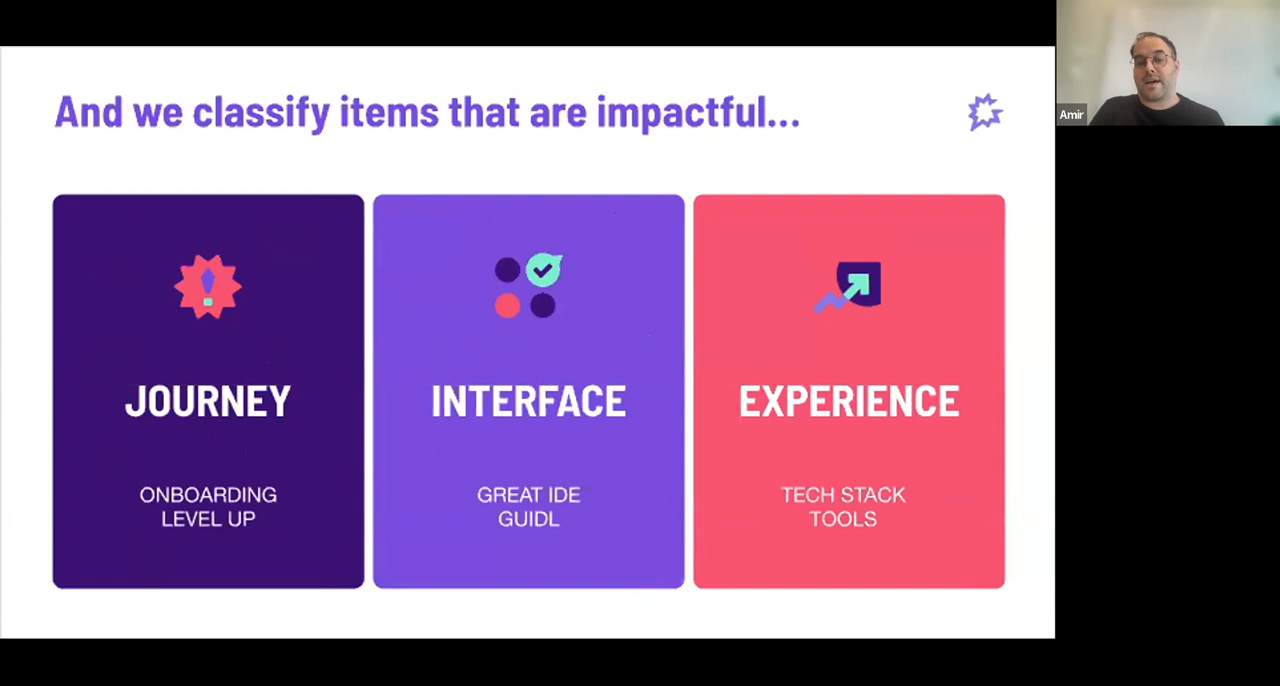 And we classify items that are impactful...
Amir
JOURNEY
ONBOARDING
LEVEL UP
INTERFACE
GREAT IDE
GUIDL
EXPERIENCE
TECH STACK
TOOLS